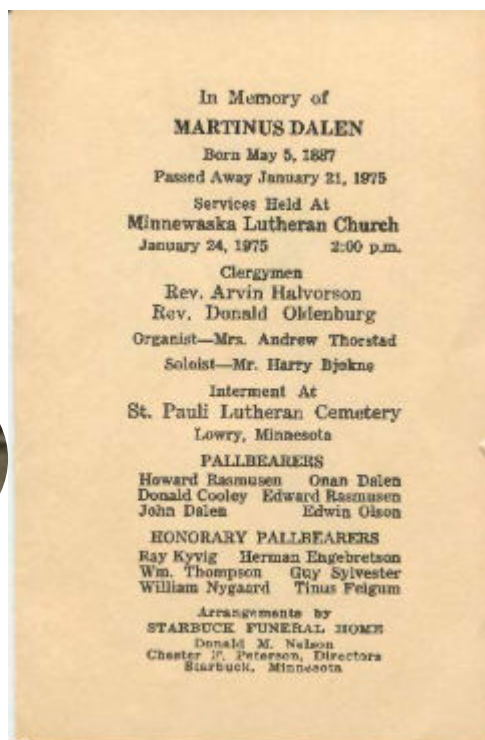 In Memory of
MARTINUS DALEN
Born May 5, 1887
Passed Away January 21, 1975
Services Held At
Minnewaska Lutheran Church
January 24, 1975 2:00 p.m.
Clergymen
Rev. Arvin Halvorson
Rev. Donald Oldenburg
Organist—Mrs. Andrew Thorstad
Soloist—Mr. Harry Bjokne
Interment At
St. Pauli Lutheran Cemetery
Lowry, Minnesota
PALLBEARERS
Howard Rasmusen Onan Dalen
Donald Cooley Edward Rasmusen
John Dalen Edwin Olson
HONORARY PALLBEARERS
Ray Kyvig Herman Engebretson
Wm. Thompson Guy Sylvester
William Nygaard Tinus Feigum
Arrangements by
STARBUCK FUNERAL HOME
Donald M. Nelson
Chester F. Peterson, Directors
Starbuck, Minnesota